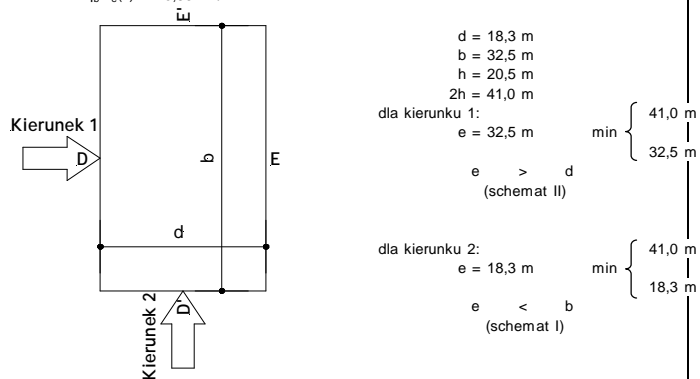 E'
Kierunek 1
D
b
E
d
D'
Kierunek 2
d = 18,3 m
b = 32,5 m
h = 20,5 m
2h = 41,0 m
dla kierunku 1: 41,0 m
e = 32,5 m min
32,5 m
e > d
(schemat II)
dla kierunku 2: 41,0 m
e = 18,3 m min
18,3 m
e < b
(schemat I)